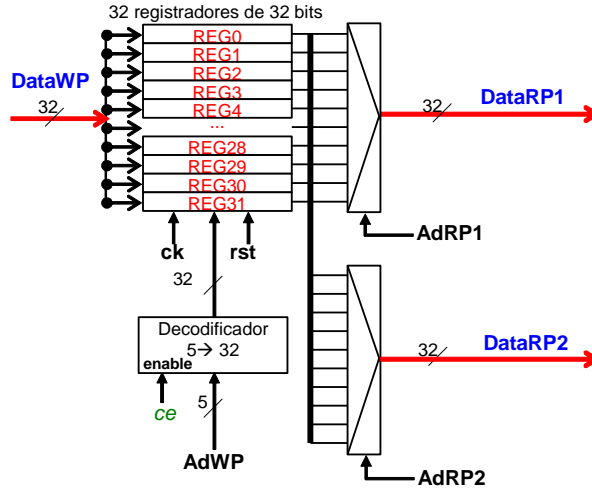 32 registradores de 32 bits
REG0
REG1
REG2
REG3
REG4
...
REG28
REG29
REG30
REG31
DataWP
32
DataRP1
32
ck
rst
AdRP1
32
Decodificador
5→ 32
enable
ce
5
AdWP
DataRP2
32
AdRP2